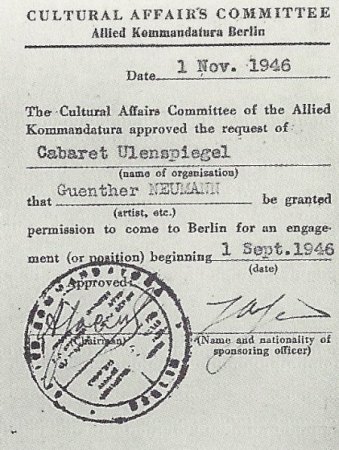 CULTURAL AFFAIRS COMMITTEE
Allied Kommandatura Berlin
Date 1 Nov. 1946
The Cultural Affairs Committee of the Allied
Kommandatura approved the request of
Cabaret Ulenspiegel
(name of organization)
that Guenther NEUMANN be granted
(artist, etc.)
permission to come to Berlin for an engage-
ment (or position) beginning 1 Sept. 1946
(date)
Approved:
(Chairman)
(Name and nationality of
sponsoring officer)
KOMMANDATURA
BERLIN